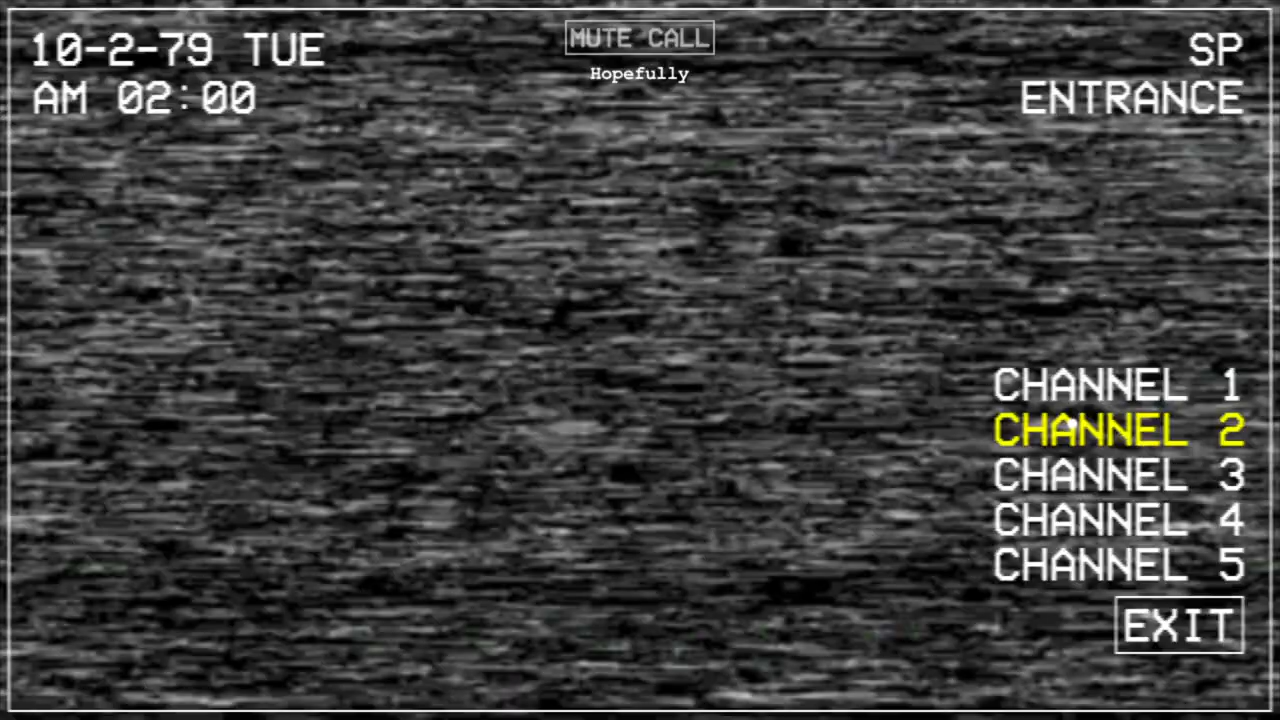 10-2-79 TUE
AM 02:00
MUTE CALL
Hopefully
SP
ENTRANCE
CHANNEL 1
CHANNEL 2
CHANNEL 3
CHANNEL 4
CHANNEL 5
EXIT